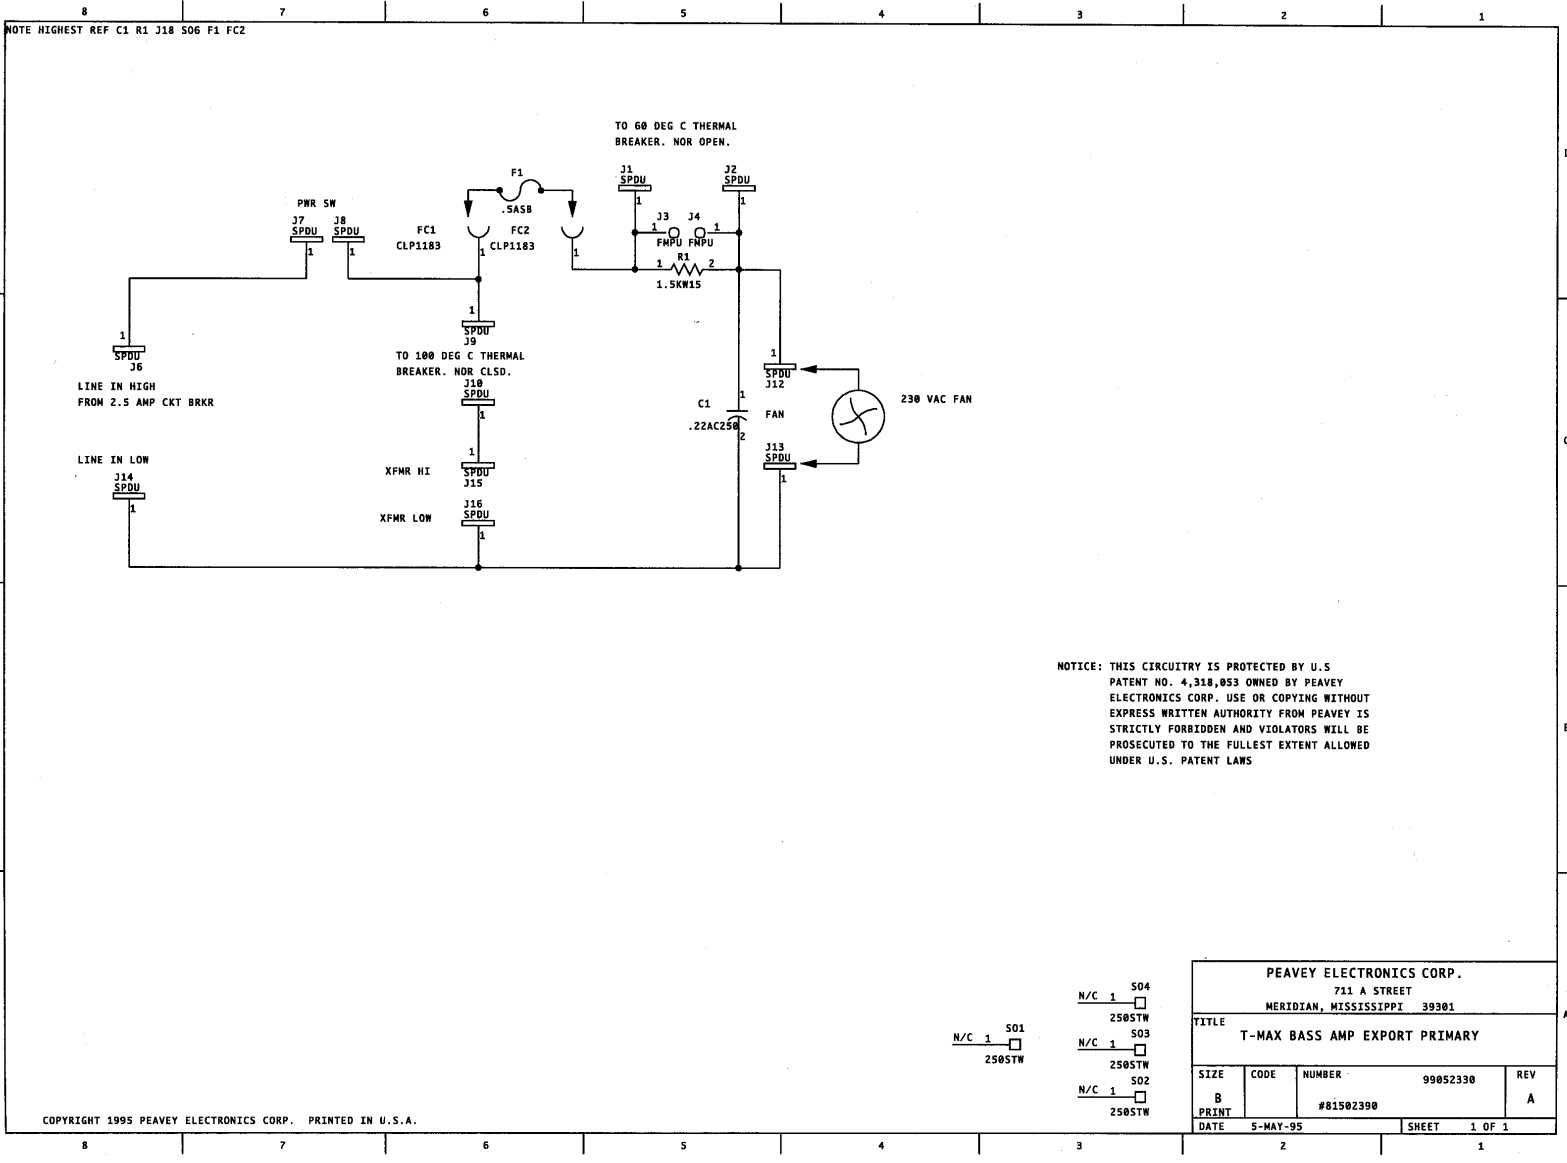 8 7 6 5 4 3 2 1
NOTE HIGHEST REF C1 R1 J18 SO6 F1 FC2
TO 60 DEG C THERMAL
BREAKER. NOR OPEN.
J1
SPDU
1
J2
SPDU
1
F1
.5ASB
PWR SW
J7
SPDU
1
J8
SPDU
1
FC1
CLP1183
1
FC2
CLP1183
1
J3
1
FMPU
J4
1
FMPU
R1
1 2
1.5KW15
1
SPDU
J6
LINE IN HIGH
FROM 2.5 AMP CKT BRKR
1
SPDU
J9
TO 100 DEG C THERMAL
BREAKER. NOR CLSD.
J10
SPDU
1
1
SPDU
J12
1
C1
.22AC250
2
FAN
230 VAC FAN
J13
SPDU
1
LINE IN LOW
J14
SPDU
1
XFMR HI
1
SPDU
J15
XFMR LOW
J16
SPDU
1
NOTICE: THIS CIRCUITRY IS PROTECTED BY U.S
PATENT NO. 4,318,053 OWNED BY PEAVEY
ELECTRONICS CORP. USE OR COPYING WITHOUT
EXPRESS WRITTEN AUTHORITY FROM PEAVEY IS
STRICTLY FORBIDDEN AND VIOLATORS WILL BE
PROSECUTED TO THE FULLEST EXTENT ALLOWED
UNDER U.S. PATENT LAWS
N/C 1 SO1
250STW
N/C 1 SO4
250STW
N/C 1 SO3
250STW
N/C 1 SO2
250STW
PEAVEY ELECTRONICS CORP.
711 A STREET
MERIDIAN, MISSISSIPPI 39301
TITLE
T-MAX BASS AMP EXPORT PRIMARY
SIZE CODE NUMBER 99052330 REV
B #81502390 A
PRINT
DATE 5-MAY-95 SHEET 1 OF 1
COPYRIGHT 1995 PEAVEY ELECTRONICS CORP. PRINTED IN U.S.A.
8 7 6 5 4 3 2 1